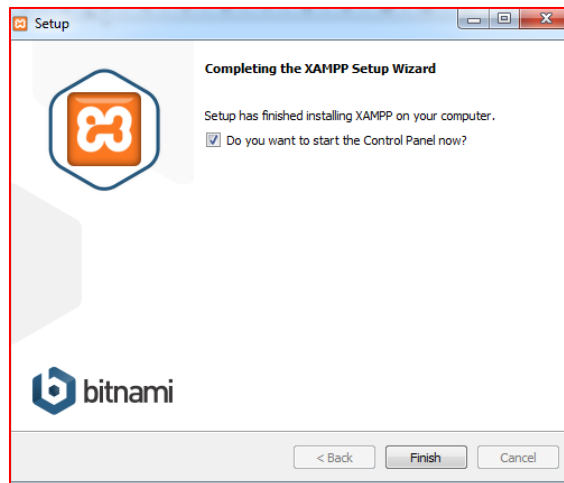 Setup
Completing the XAMPP Setup Wizard
Setup has finished installing XAMPP on your computer.
Do you want to start the Control Panel now?
bitnami
< Back
Finish
Cancel